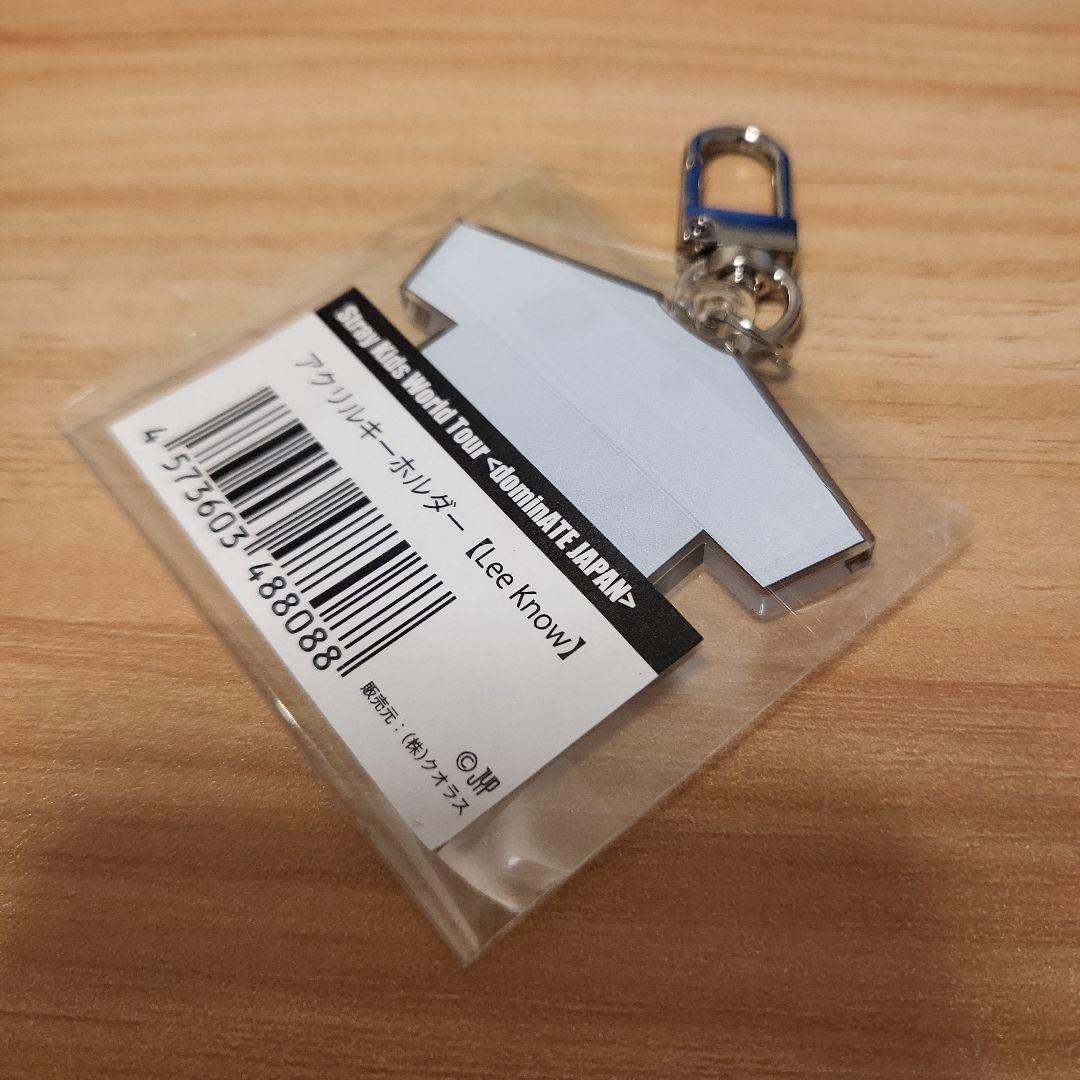 Stray Kids World Tour <dominATE JAPAN>
アクリルキーホルダー【Lee Know】
4 573603 488088
販売元：(株)クオラス
©JYP